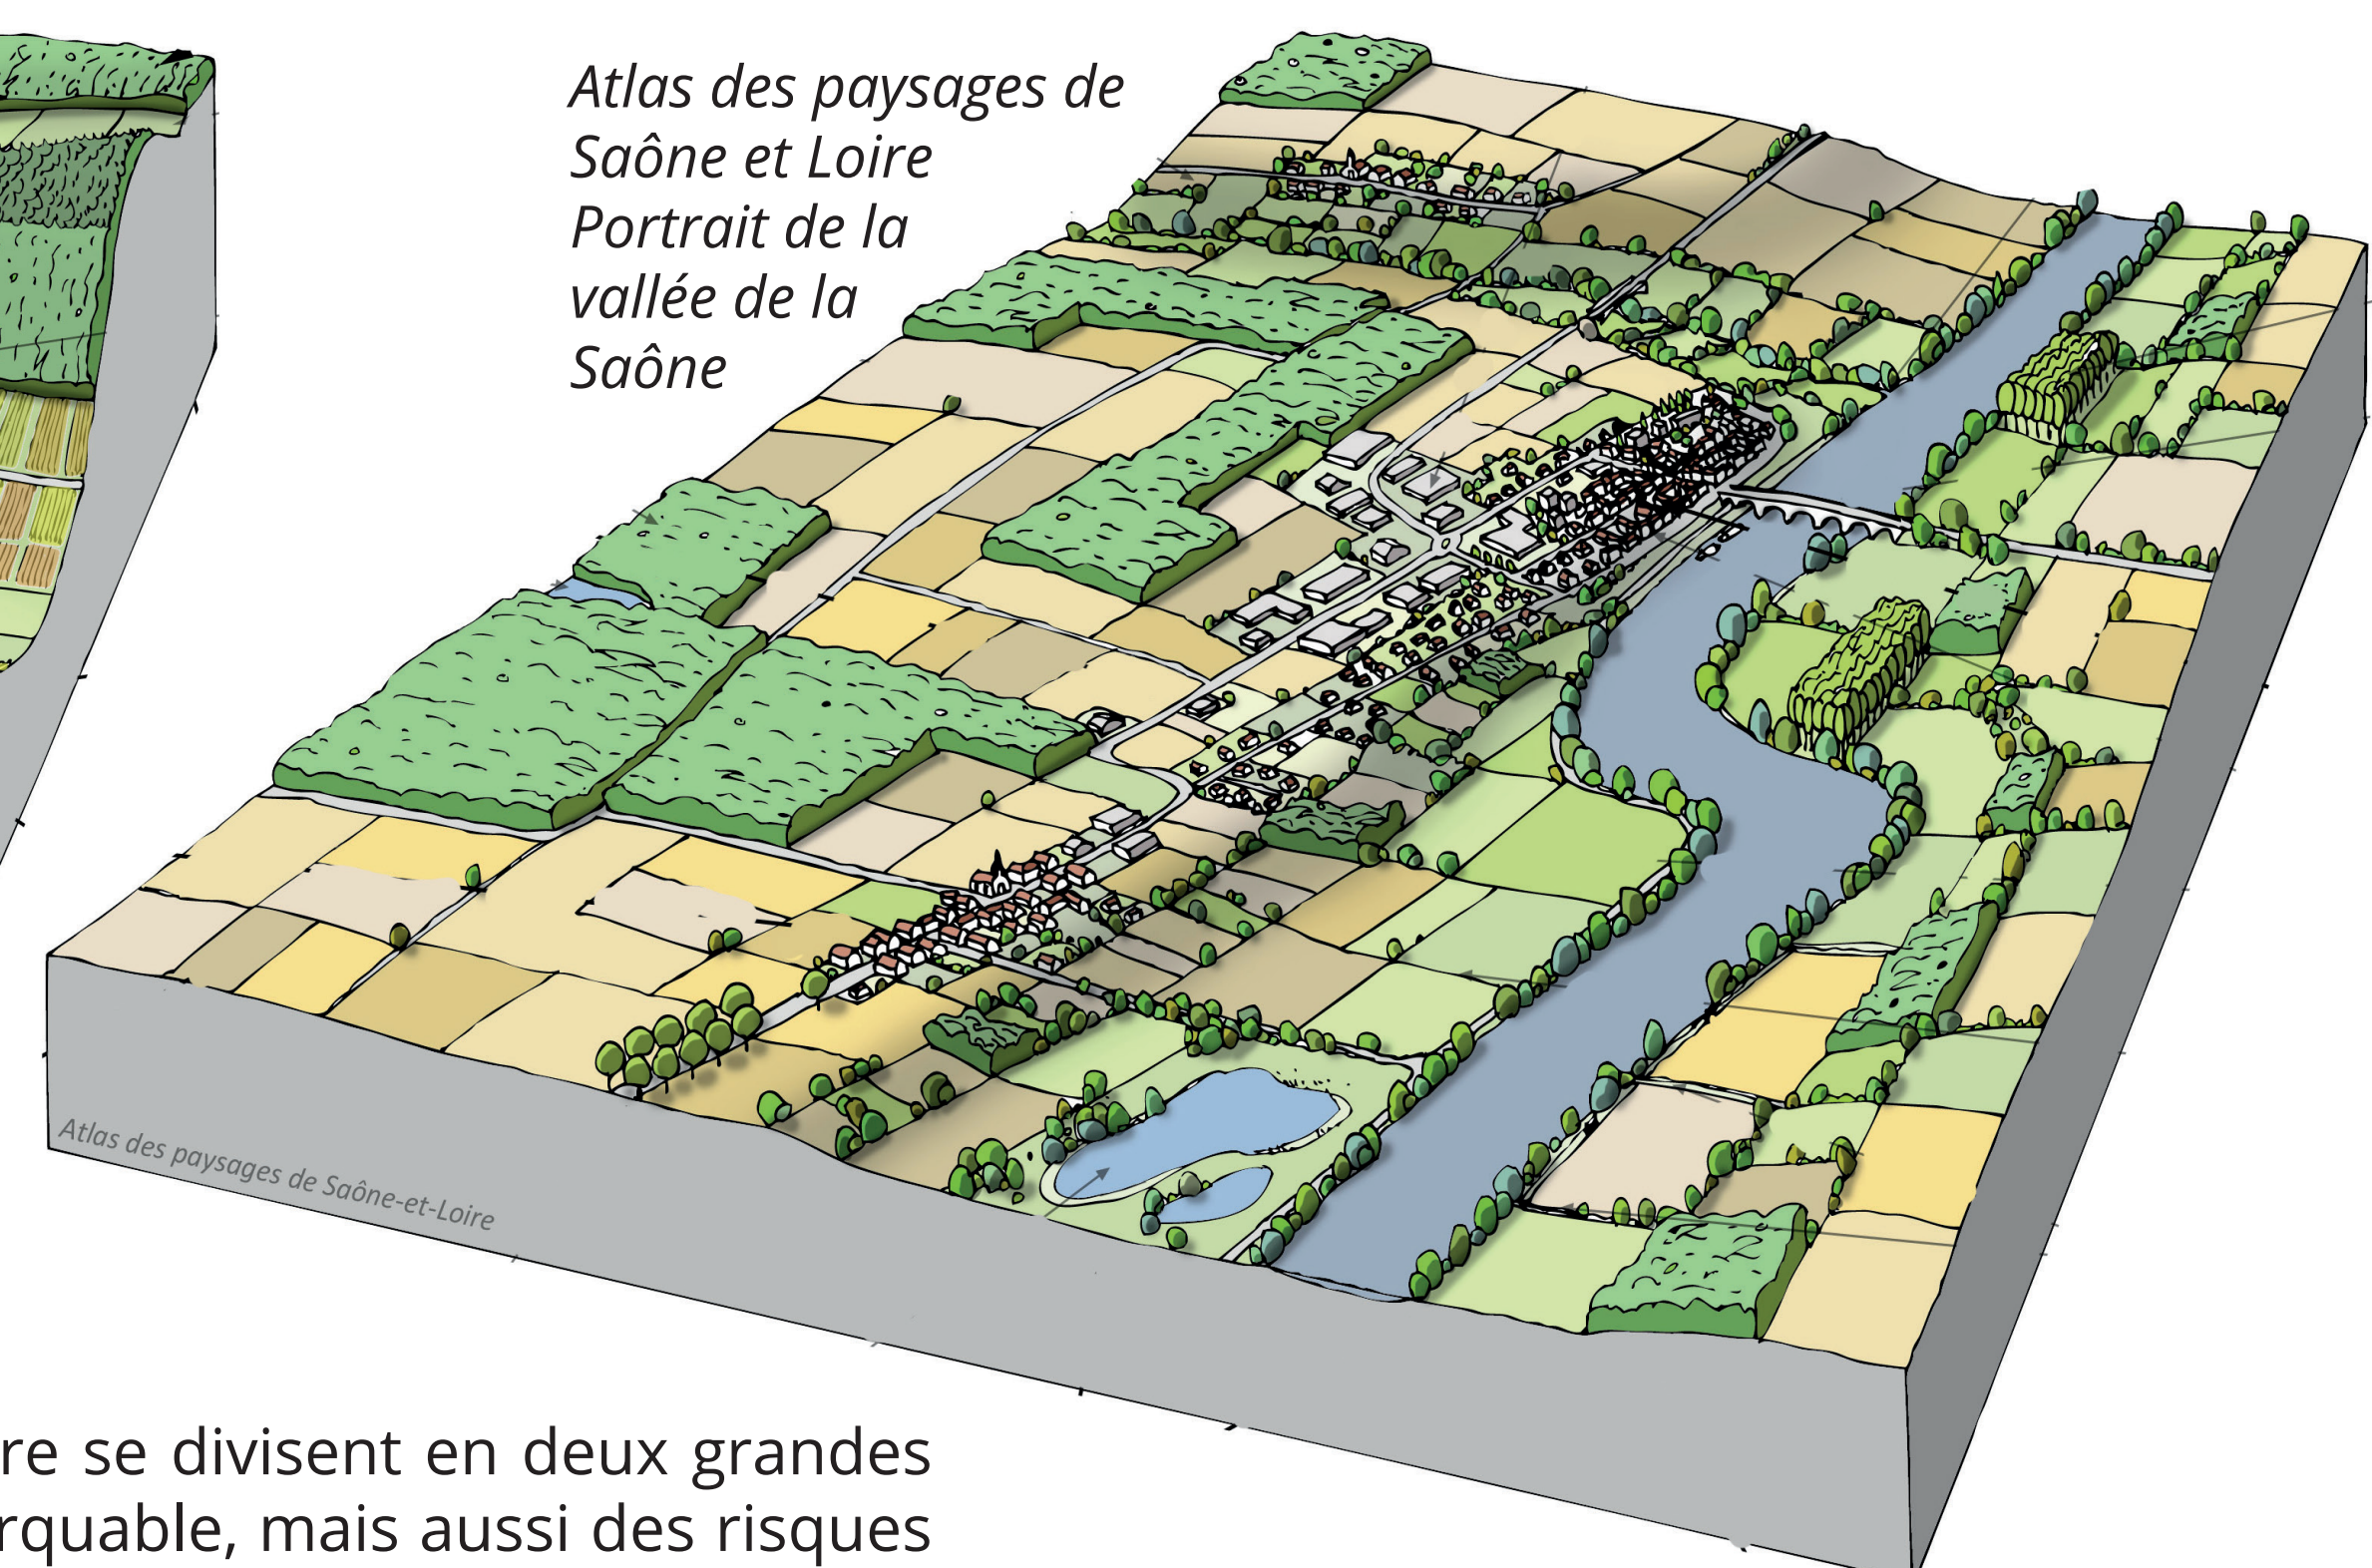 Atlas des paysages de
Saône et Loire
Portrait de la
vallée de la
Saône
Atlas des paysages de Saône-et-Loire
re se divisent en deux grandes
rquable, mais aussi des risques